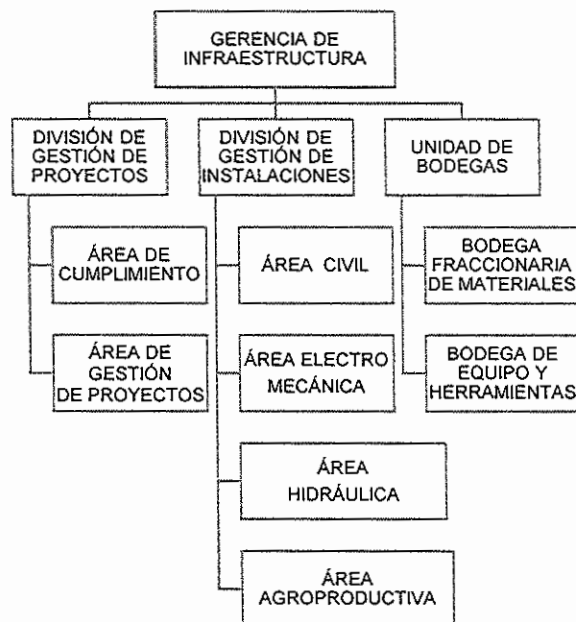 GERENCIA DE
INFRAESTRUCTURA
DIVISIÓN DE
GESTIÓN DE
PROYECTOS
DIVISIÓN DE
GESTIÓN DE
INSTALACIONES
UNIDAD DE
BODEGAS
ÁREA DE
CUMPLIMIENTO
ÁREA DE
GESTIÓN
DE PROYECTOS
ÁREA CIVIL
ÁREA ELECTRO
MECÁNICA
ÁREA
HIDRÁULICA
ÁREA
AGROPRODUCTIVA
BODEGA
FRACCIONARIA
DE MATERIALES
BODEGA DE
EQUIPO Y
HERRAMIENTAS